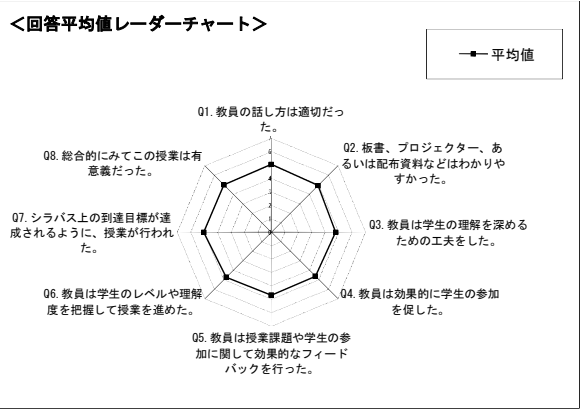 ＜回答平均値レーダーチャート＞
平均値
Q1. 教員の話し方は適切だっ
た。
Q2. 板書、プロジェクター、あ
るいは配布資料などはわかりや
すかった。
Q3. 教員は学生の理解を深める
ための工夫をした。
Q4. 教員は効果的に学生の参加
を促した。
Q5. 教員は授業課題や学生の参
加に関して効果的なフィード
バックを行った。
Q6. 教員は学生のレベルや理解
度を把握して授業を進めた。
Q7. シラバス上の到達目標が達
成されるように、授業が行われ
た。
Q8. 総合的にみてこの授業は有
意義だった。